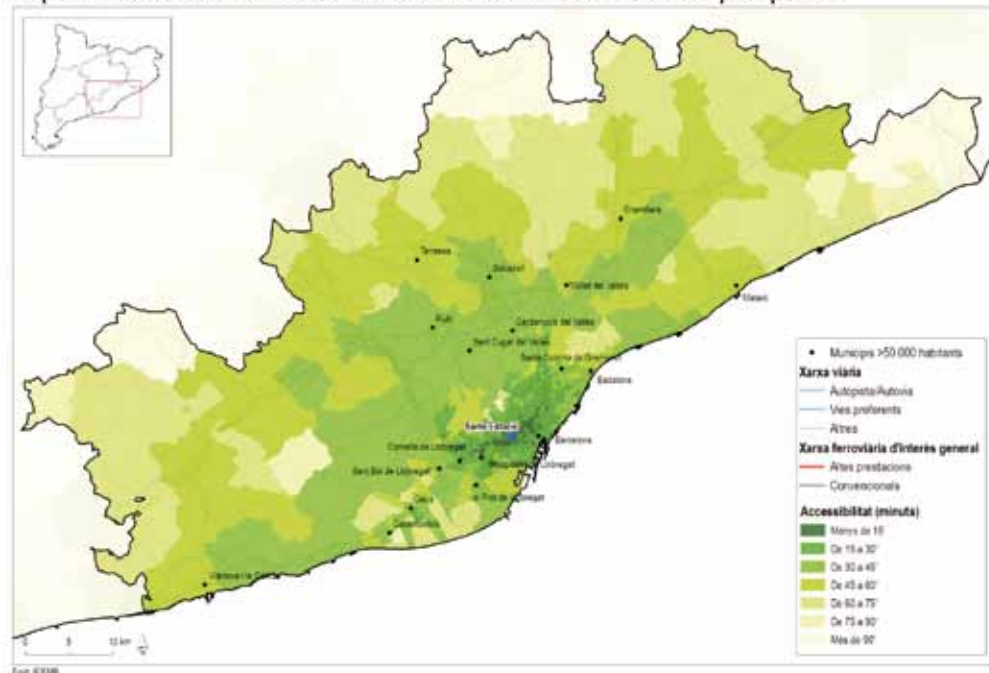 Granollers
Terrassa
Sabadell
Mollet del Vallès
Mataró
Rubí
Cerdanyola del Vallès
Sant Cugat del Vallès
Santa Coloma de Gramenet
Badalona
Barcelona
Cornellà de Llobregat
Sant Boi de Llobregat
el Prat de Llobregat
Gavà
Castelldefels
Vilanova i la
Municipis >50.000 habitants
Xarxa viària
Autopista/Autovia
Vies preferents
Altres
Xarxa ferroviària d'interès general
Altes prestacions
Convencionals
Accessibilitat (minuts)
Menys de 15'
De 15 a 30'
De 30 a 45'
De 45 a 60'
De 60 a 75'
De 75 a 90'
Més de 90'
0 5 10 km